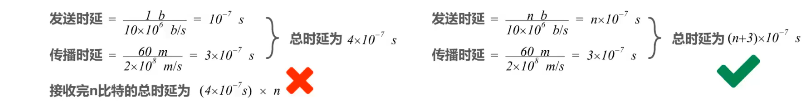 发送时延 = 1 b / 10×10⁶ b/s = 10⁻⁷ s
传播时延 = 60 m / 2×10⁸ m/s = 3×10⁻⁷ s
总时延为 4×10⁻⁷ s
接收完n比特的总时延为 (4×10⁻⁷s) × n
发送时延 = n b / 10×10⁶ b/s = n×10⁻⁷ s
传播时延 = 60 m / 2×10⁸ m/s = 3×10⁻⁷ s
总时延为 (n+3)×10⁻⁷ s